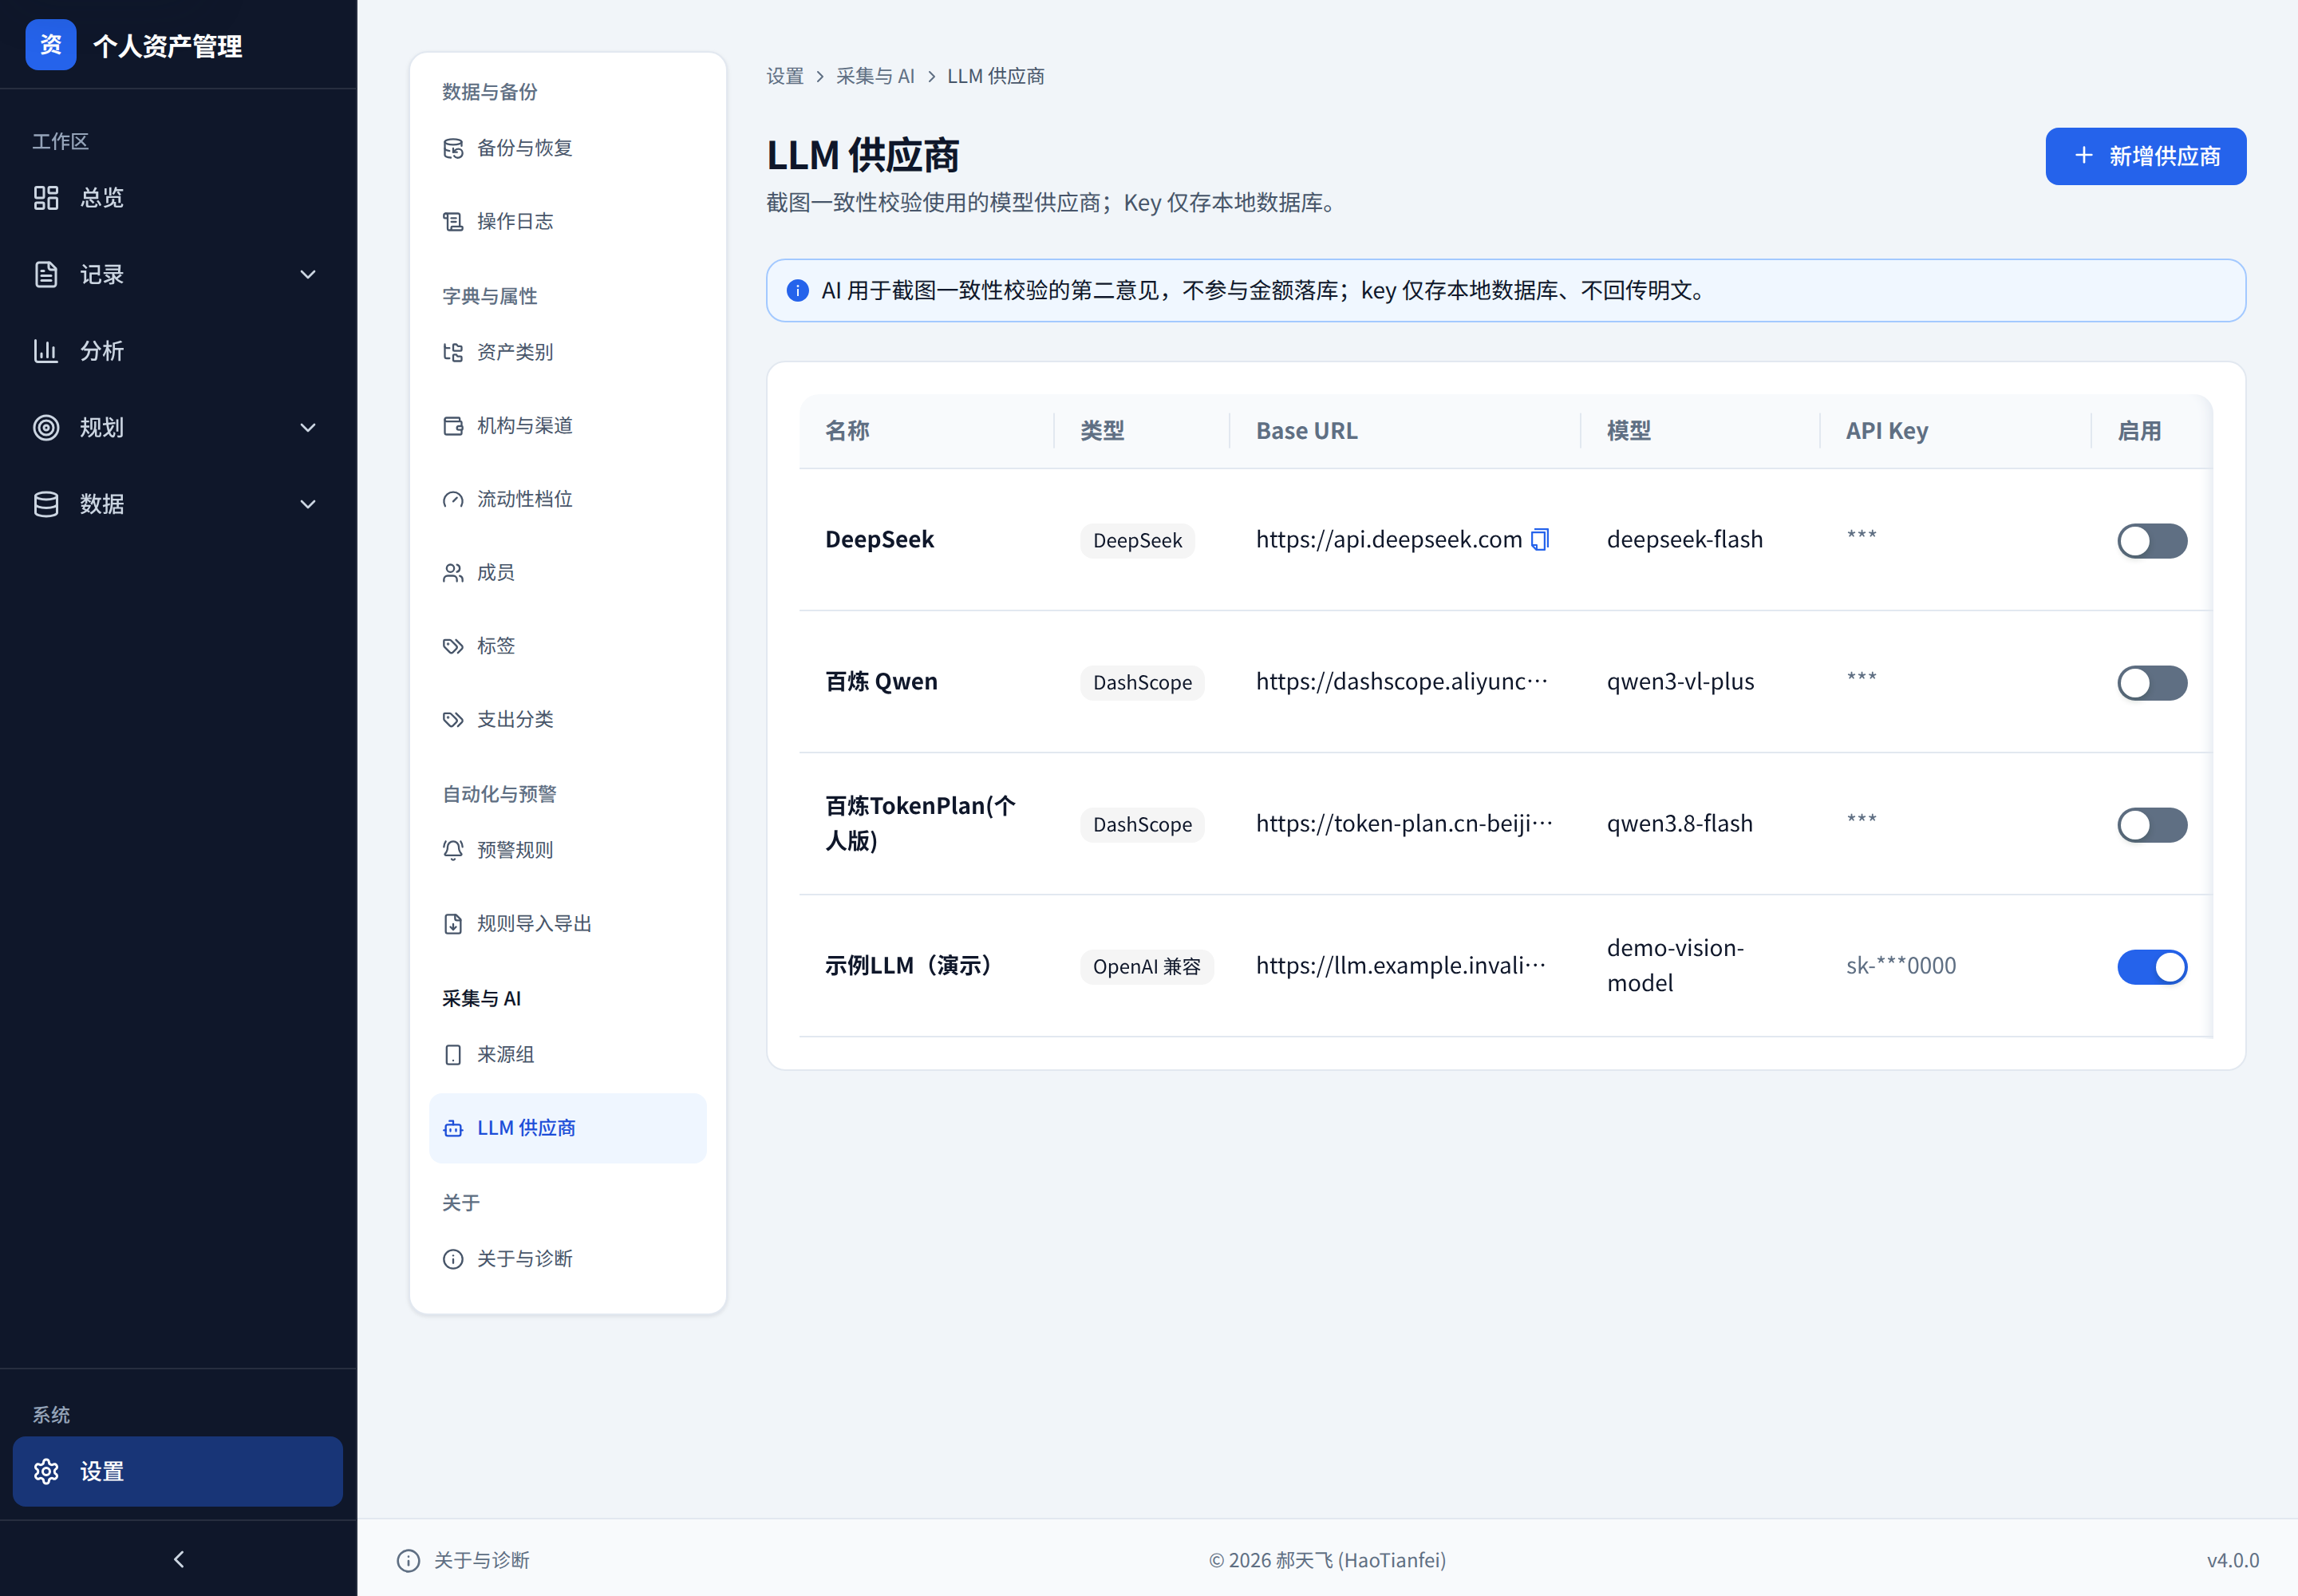 资
个人资产管理
工作区
总览
记录
分析
规划
数据
系统
设置
数据与备份
备份与恢复
操作日志
字典与属性
资产类别
机构与渠道
流动性档位
成员
标签
支出分类
自动化与预警
预警规则
规则导入导出
采集与 AI
来源组
LLM 供应商
关于
关于与诊断
设置 > 采集与 AI > LLM 供应商
LLM 供应商
新增供应商
截图一致性校验使用的模型供应商；Key 仅存本地数据库。
AI 用于截图一致性校验的第二意见，不参与金额落库；key 仅存本地数据库、不回传明文。
名称 类型 Base URL 模型 API Key 启用
DeepSeek DeepSeek https://api.deepseek.com deepseek-flash ***
百炼 Qwen DashScope https://dashscope.aliyunc… qwen3-vl-plus ***
百炼TokenPlan(个
人版)
DashScope https://token-plan.cn-beiji… qwen3.8-flash ***
示例LLM（演示） OpenAI 兼容 https://llm.example.invali…
demo-vision-
model
sk-***0000
关于与诊断
© 2026 郝天飞 (HaoTianfei)
v4.0.0